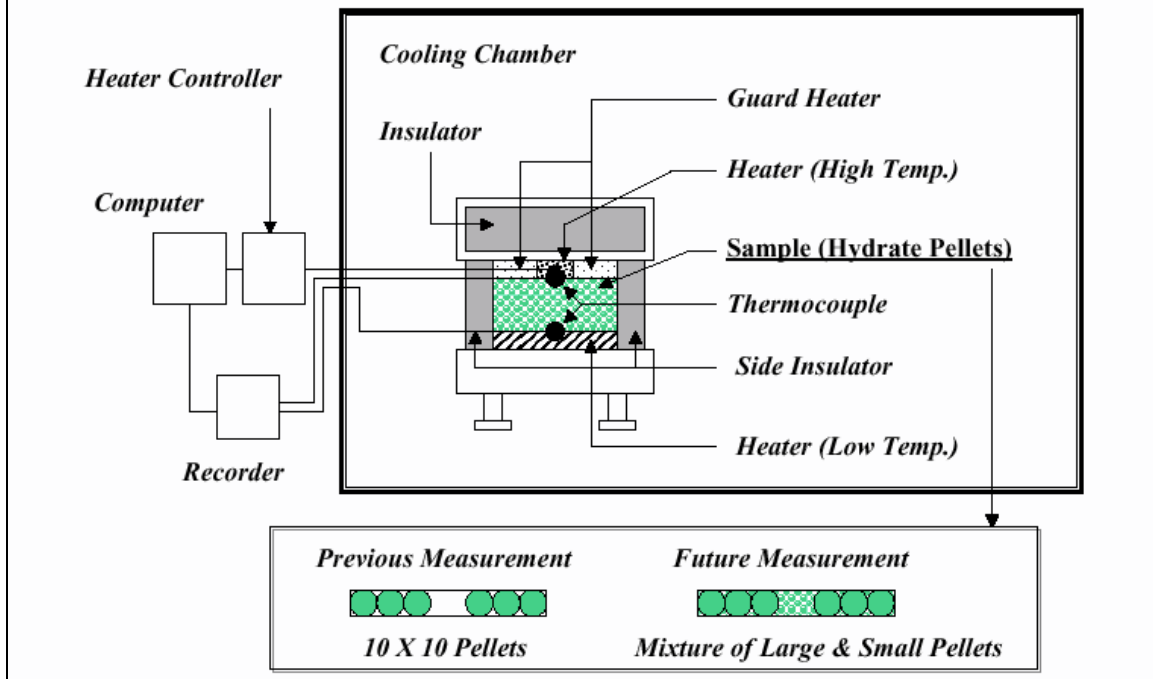 Cooling Chamber
Heater Controller
Guard Heater
Insulator
Heater (High Temp.)
Computer
Sample (Hydrate Pellets)
Thermocouple
Side Insulator
Heater (Low Temp.)
Recorder
Previous Measurement
Future Measurement
10 X 10 Pellets
Mixture of Large & Small Pellets